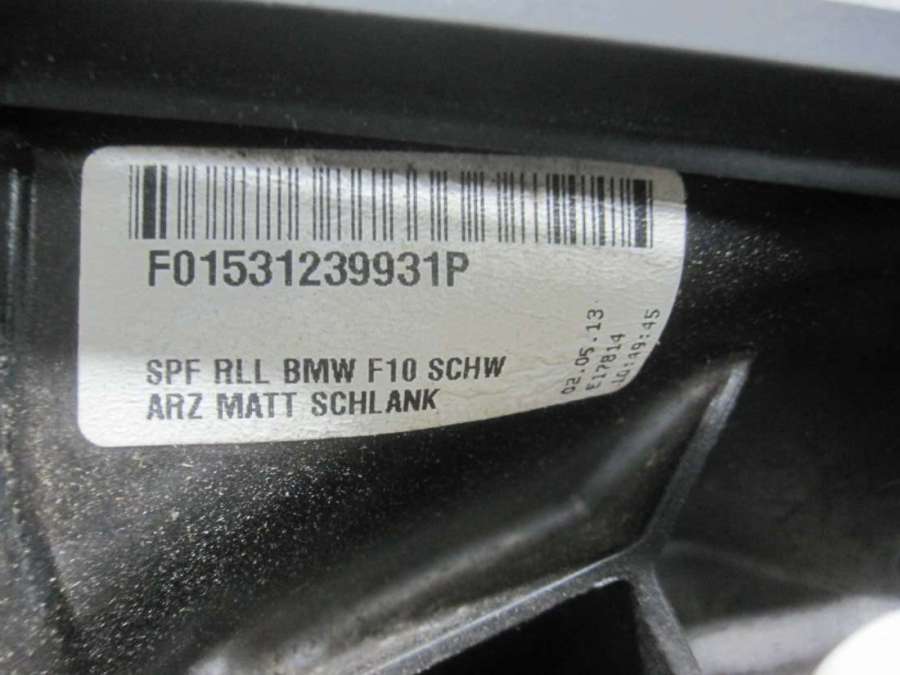 F01531239931P
SPF RLL BMW F10 SCHW
ARZ MATT SCHLANK
02.05.13
E17814
10:49:45